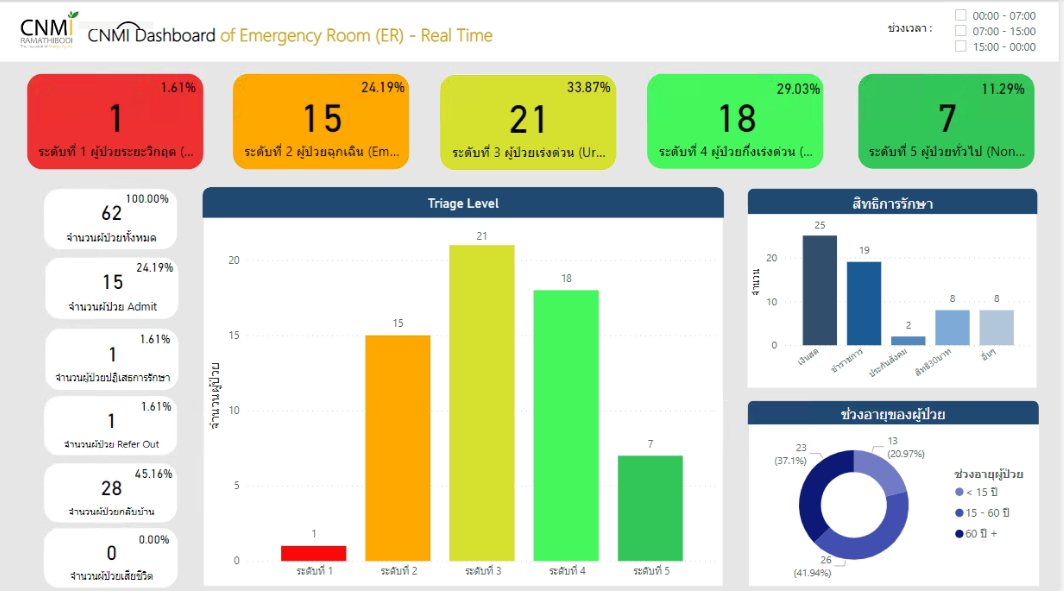 CNMI
RAMATHIBODI
CNMI Dashboard of Emergency Room (ER) - Real Time
ช่วงเวลา :
00:00 - 07:00
07:00 - 15:00
15:00 - 00:00
1.61%
1
ระดับที่ 1 ผู้ป่วยระยะวิกฤต (...
24.19%
15
ระดับที่ 2 ผู้ป่วยฉุกเฉิน (Em...
33.87%
21
ระดับที่ 3 ผู้ป่วยเร่งด่วน (Ur...
29.03%
18
ระดับที่ 4 ผู้ป่วยกึ่งเร่งด่วน (...
11.29%
7
ระดับที่ 5 ผู้ป่วยทั่วไป (Non...
100.00%
62
จำนวนผู้ป่วยทั้งหมด
24.19%
15
จำนวนผู้ป่วย Admit
1.61%
1
จำนวนผู้ป่วยปฏิเสธการรักษา
1.61%
1
จำนวนผู้ป่วย Refer Out
45.16%
28
จำนวนผู้ป่วยกลับบ้าน
0.00%
0
จำนวนผู้ป่วยเสียชีวิต
Triage Level
จำนวนผู้ป่วย
20
15
10
5
0
1
15
21
18
7
ระดับที่ 1
ระดับที่ 2
ระดับที่ 3
ระดับที่ 4
ระดับที่ 5
สิทธิการรักษา
จำนวน
20
10
0
25
19
2
8
8
เงินสด
ข้าราชการ
ประกันสังคม
สิทธิ30บาท
อื่นๆ
ช่วงอายุของผู้ป่วย
23
(37.1%)
13
(20.97%)
26
(41.94%)
ช่วงอายุผู้ป่วย
< 15 ปี
15 - 60 ปี
60 ปี +